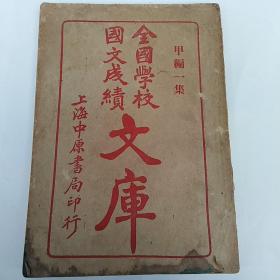 甲編一集
全國學校
國文成績
文庫
上海中原書局印行